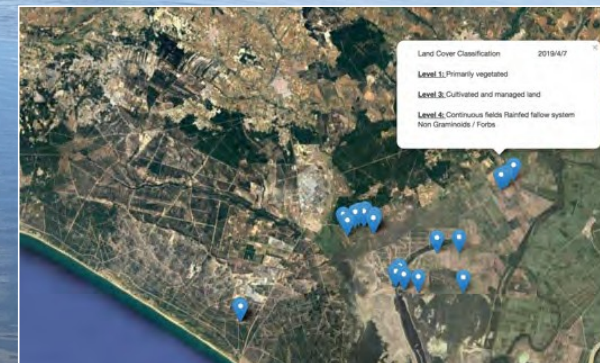 Land Cover Classification 2019/4/7
Level 1: Primarily vegetated
Level 3: Cultivated and managed land
Level 4: Continuous fields Rainfed fallow system
Non Graminoids / Forbs